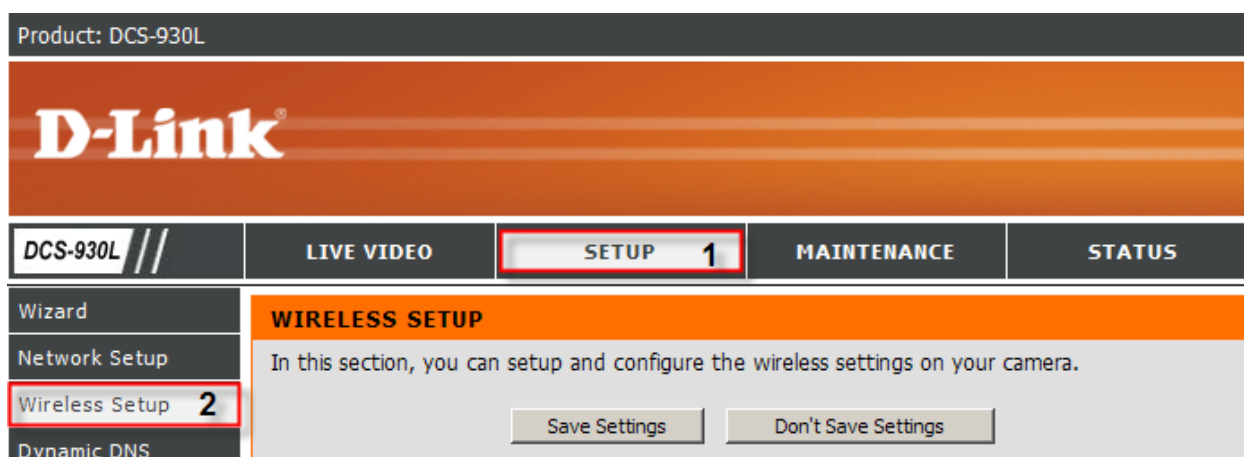 Product: DCS-930L
D-Link®
DCS-930L
LIVE VIDEO
SETUP 1
MAINTENANCE
STATUS
Wizard
Network Setup
Wireless Setup 2
Dynamic DNS
WIRELESS SETUP
In this section, you can setup and configure the wireless settings on your camera.
Save Settings
Don't Save Settings